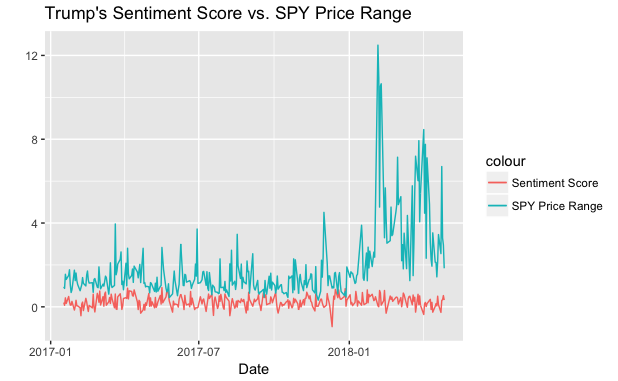 Trump's Sentiment Score vs. SPY Price Range
12
8
4
0
2017-01
2017-07
2018-01
Date
colour
Sentiment Score
SPY Price Range